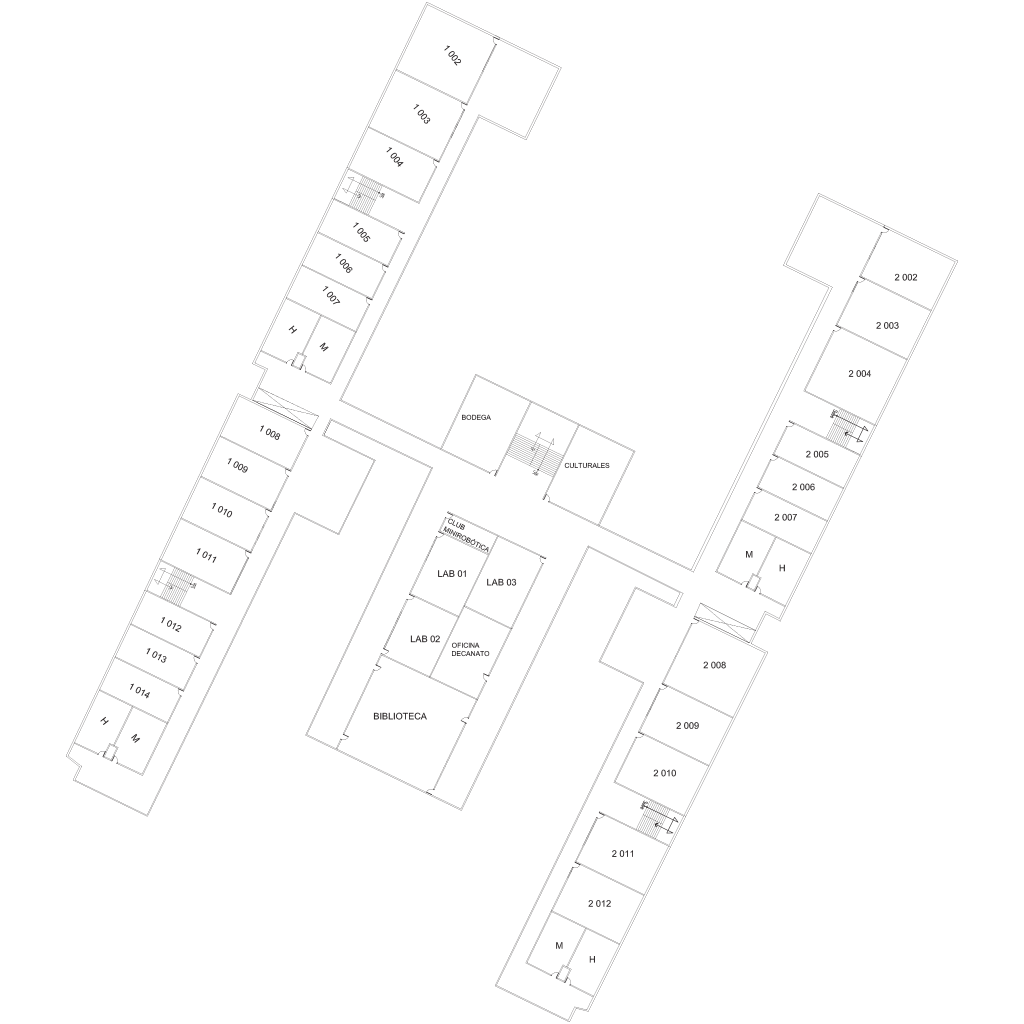 1 002
1 003
1 004
1 005
1 006
1 007
H
M
1 008
1 009
1 010
1 011
1 012
1 013
1 014
H
M
BODEGA
CULTURALES
CLUB
MINIROBÓTICA
LAB 01
LAB 03
LAB 02
OFICINA
DECANATO
BIBLIOTECA
2 002
2 003
2 004
2 005
2 006
2 007
M
H
2 008
2 009
2 010
2 011
2 012
M
H